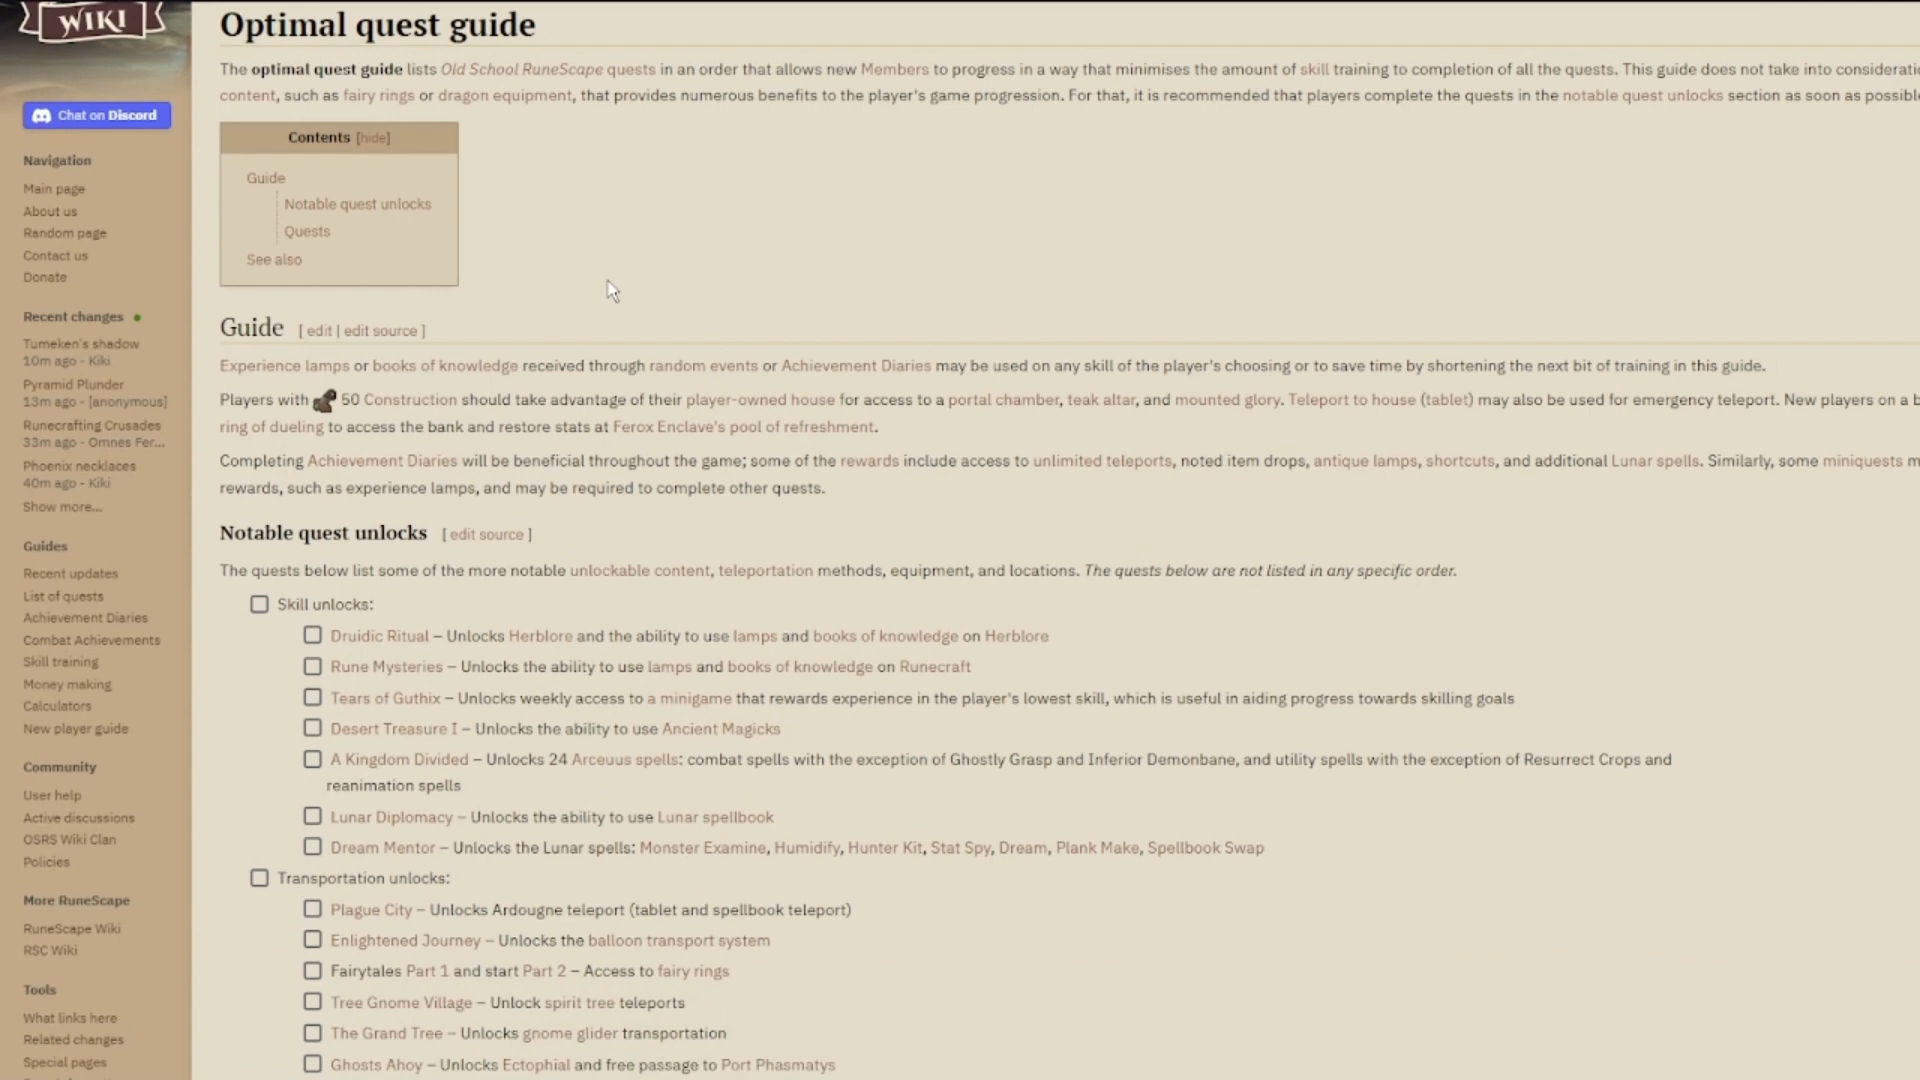 WIKI
Chat on Discord
Navigation
Main page
About us
Random page
Contact us
Donate
Recent changes
Tumeken's shadow
10m ago - Kiki
Pyramid Plunder
13m ago - [anonymous]
Runecrafting Crusades
33m ago - Omnes Fer...
Phoenix necklaces
40m ago - Kiki
Show more...
Guides
Recent updates
List of quests
Achievement Diaries
Combat Achievements
Skill training
Money making
Calculators
New player guide
Community
User help
Active discussions
OSRS Wiki Clan
Policies
More RuneScape
RuneScape Wiki
RSC Wiki
Tools
What links here
Related changes
Special pages
Optimal quest guide
The optimal quest guide lists Old School RuneScape quests in an order that allows new Members to progress in a way that minimises the amount of skill training to completion of all the quests. This guide does not take into
content, such as fairy rings or dragon equipment, that provides numerous benefits to the player's game progression. For that, it is recommended that players complete the quests in the notable quest unlocks section as soon as possible
Contents [hide]
Guide
Notable quest unlocks
Quests
See also
Guide [ edit | edit source ]
Experience lamps or books of knowledge received through random events or Achievement Diaries may be used on any skill of the player's choosing or to save time by shortening the next bit of training in this guide.
Players with 50 Construction should take advantage of their player-owned house for access to a portal chamber, teak altar, and mounted glory. Teleport to house (tablet) may also be used for emergency teleport. New players on a
ring of dueling to access the bank and restore stats at Ferox Enclave's pool of refreshment.
Completing Achievement Diaries will be beneficial throughout the game; some of the rewards include access to unlimited teleports, noted item drops, antique lamps, shortcuts, and additional Lunar spells. Similarly, some miniquests
rewards, such as experience lamps, and may be required to complete other quests.
Notable quest unlocks [ edit source ]
The quests below list some of the more notable unlockable content, teleportation methods, equipment, and locations. The quests below are not listed in any specific order.
Skill unlocks:
Druidic Ritual – Unlocks Herblore and the ability to use lamps and books of knowledge on Herblore
Rune Mysteries – Unlocks the ability to use lamps and books of knowledge on Runecraft
Tears of Guthix – Unlocks weekly access to a minigame that rewards experience in the player's lowest skill, which is useful in aiding progress towards skilling goals
Desert Treasure I – Unlocks the ability to use Ancient Magicks
A Kingdom Divided – Unlocks 24 Arceuus spells: combat spells with the exception of Ghostly Grasp and Inferior Demonbane, and utility spells with the exception of Resurrect Crops and
reanimation spells
Lunar Diplomacy – Unlocks the ability to use Lunar spellbook
Dream Mentor – Unlocks the Lunar spells: Monster Examine, Humidify, Hunter Kit, Stat Spy, Dream, Plank Make, Spellbook Swap
Transportation unlocks:
Plague City – Unlocks Ardougne teleport (tablet and spellbook teleport)
Enlightened Journey – Unlocks the balloon transport system
Fairytales Part 1 and start Part 2 – Access to fairy rings
Tree Gnome Village – Unlock spirit tree teleports
The Grand Tree – Unlocks gnome glider transportation
Ghosts Ahoy – Unlocks Ectophial and free passage to Port Phasmatys